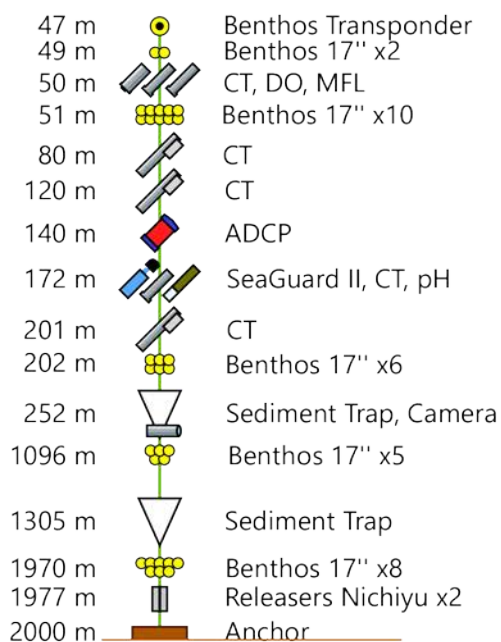 47 m Benthos Transponder
49 m Benthos 17'' x2
50 m CT, DO, MFL
51 m Benthos 17'' x10
80 m CT
120 m CT
140 m ADCP
172 m SeaGuard II, CT, pH
201 m CT
202 m Benthos 17'' x6
252 m Sediment Trap, Camera
1096 m Benthos 17'' x5
1305 m Sediment Trap
1970 m Benthos 17'' x8
1977 m Releasers Nichiyu x2
2000 m Anchor